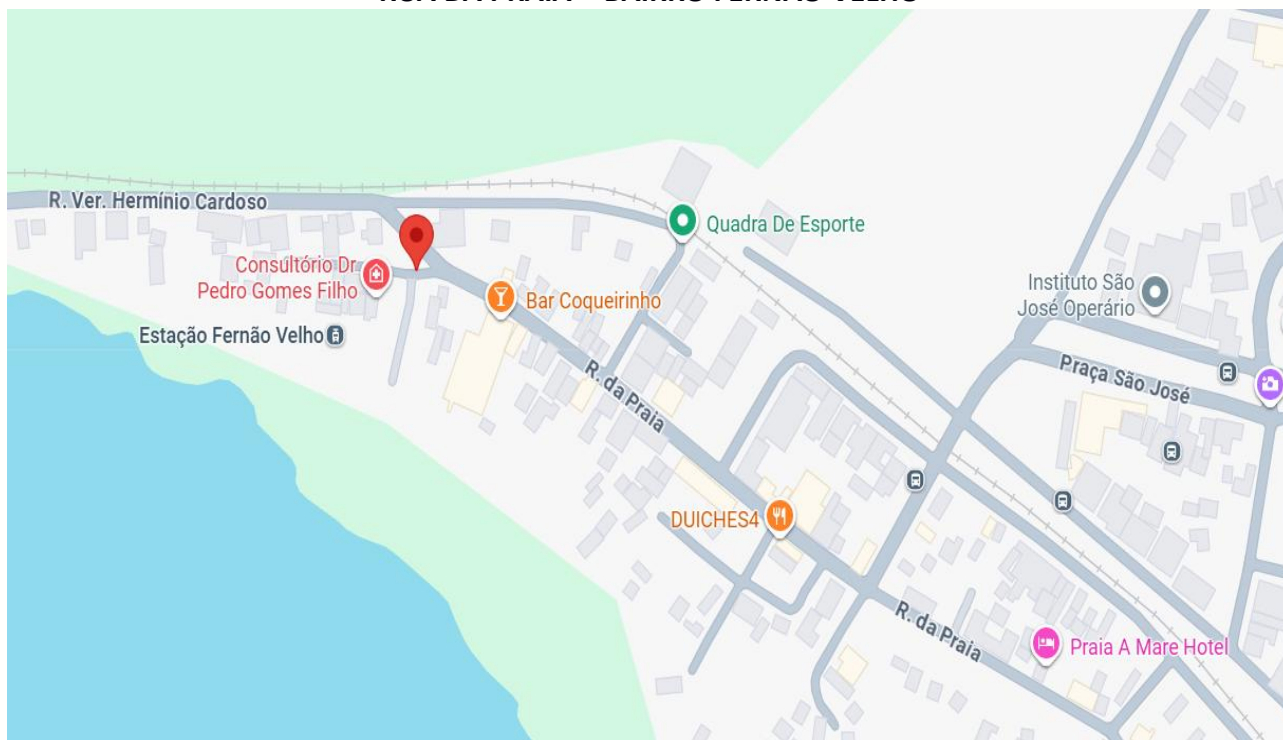 R. Ver. Hermínio Cardoso
Quadra De Esporte
Consultório Dr
Pedro Gomes Filho
Instituto São
José Operário
Bar Coqueirinho
Estação Fernão Velho
R. da Praia
Praça São José
DUICHES4
R. da Praia
Praia A Mare Hotel